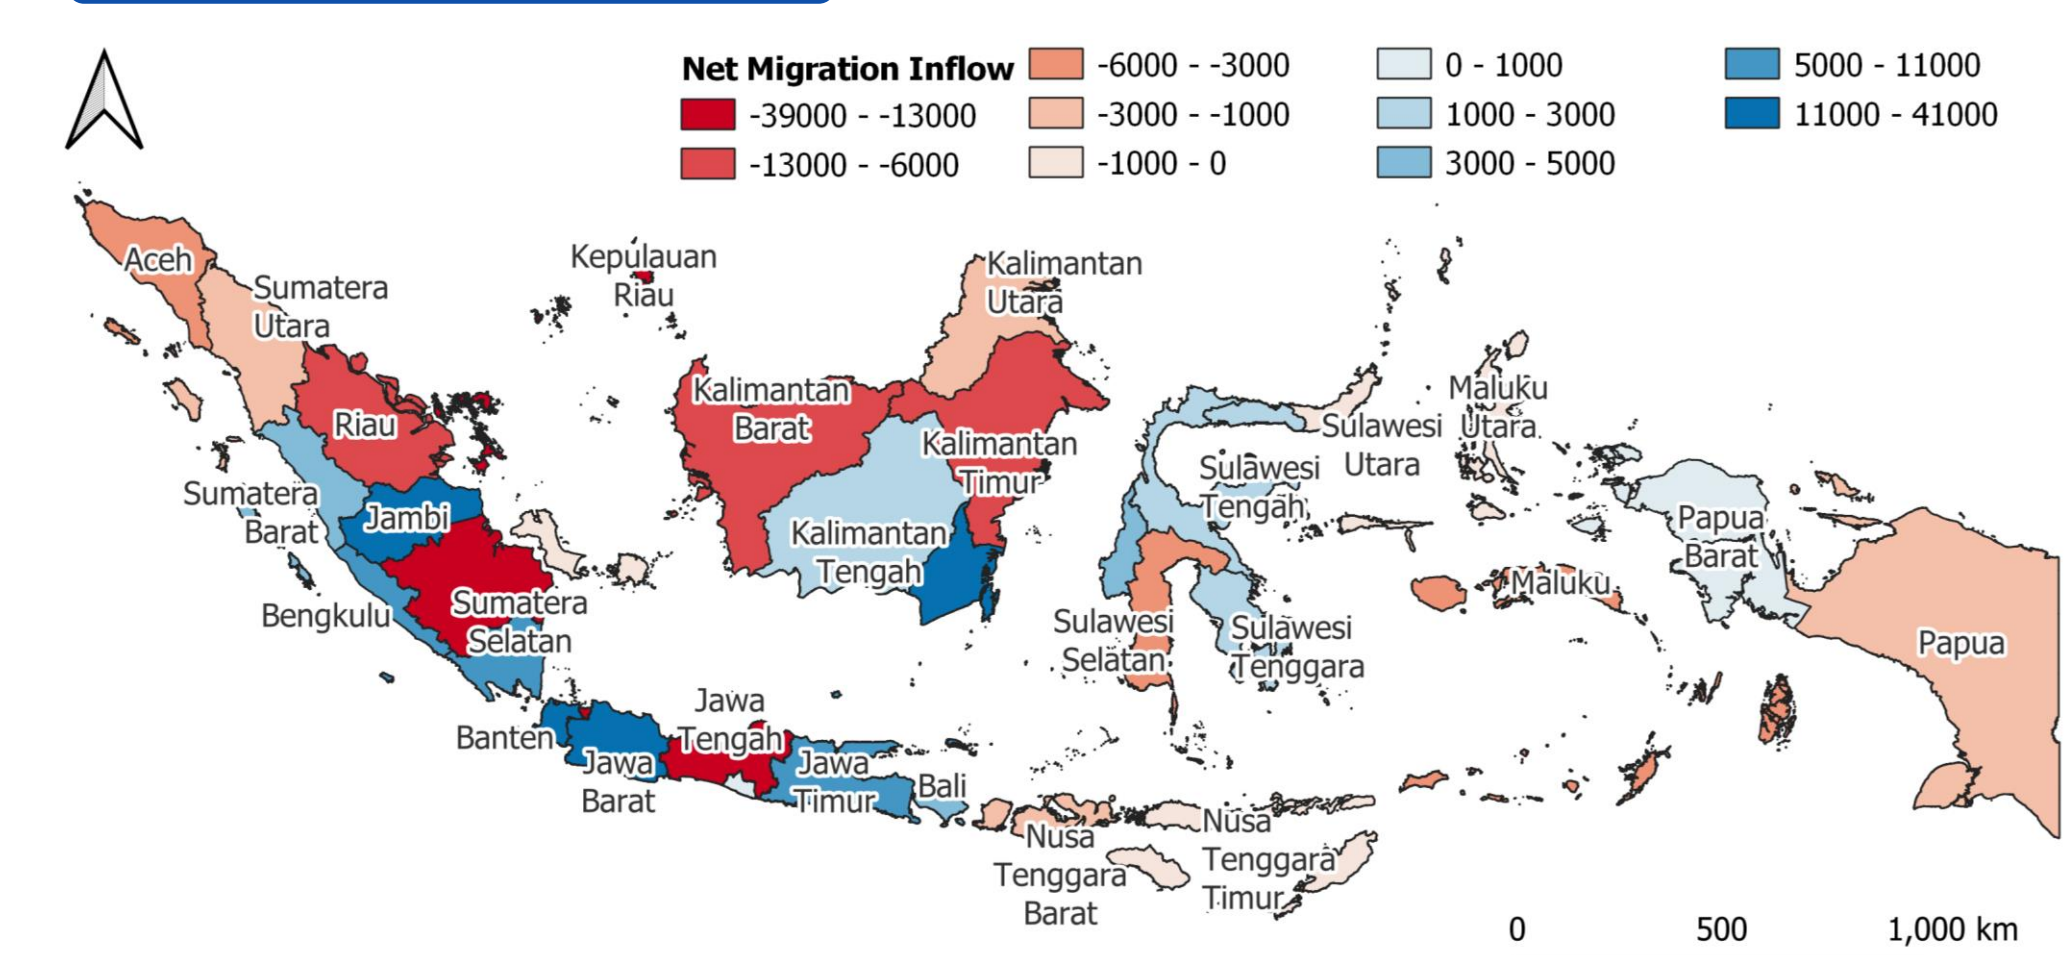 Net Migration Inflow
-39000 - -13000
-13000 - -6000
-6000 - -3000
-3000 - -1000
-1000 - 0
0 - 1000
1000 - 3000
3000 - 5000
5000 - 11000
11000 - 41000
Aceh
Sumatera
Utara
Kepulauan
Riau
Kalimantan
Utara
Riau
Kalimantan
Barat
Kalimantan
Timur
Maluku
Utara
Sulawesi
Utara
Sulawesi
Tengah
Sumatera
Barat
Jambi
Kalimantan
Tengah
Papua
Barat
Maluku
Bengkulu
Sumatera
Selatan
Sulawesi
Selatan
Sulawesi
Tenggara
Papua
Banten
Jawa
Tengah
Jawa
Barat
Jawa
Timur
Bali
Nusa
Tenggara
Barat
Nusa
Tenggara
Timur
0 500 1,000 km